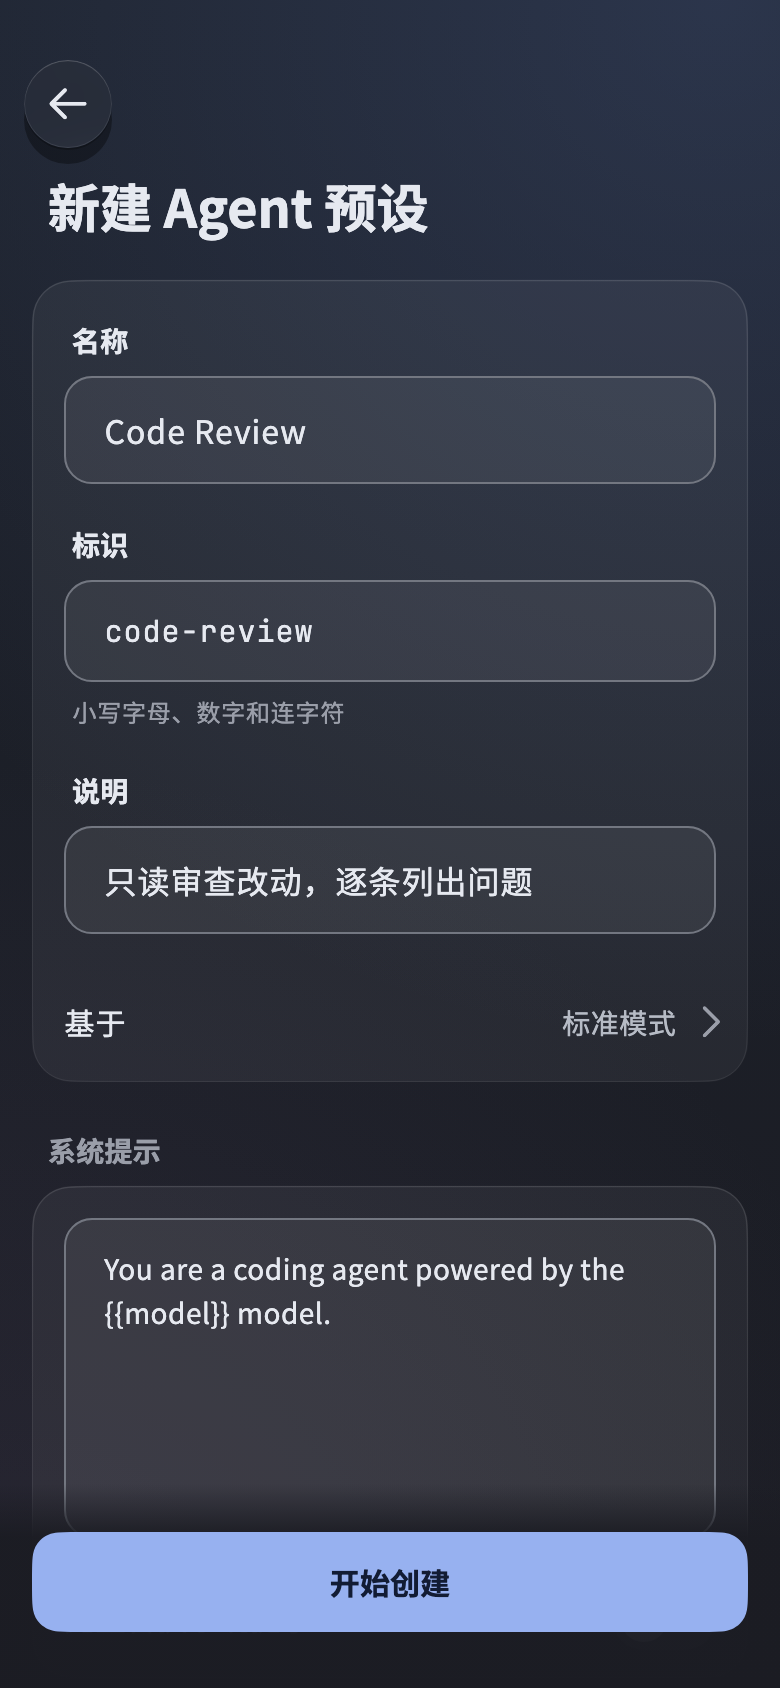 新建 Agent 预设
名称
Code Review
标识
code-review
小写字母、数字和连字符
说明
只读审查改动，逐条列出问题
基于
标准模式
系统提示
You are a coding agent powered by the
{{model}} model.
开始创建